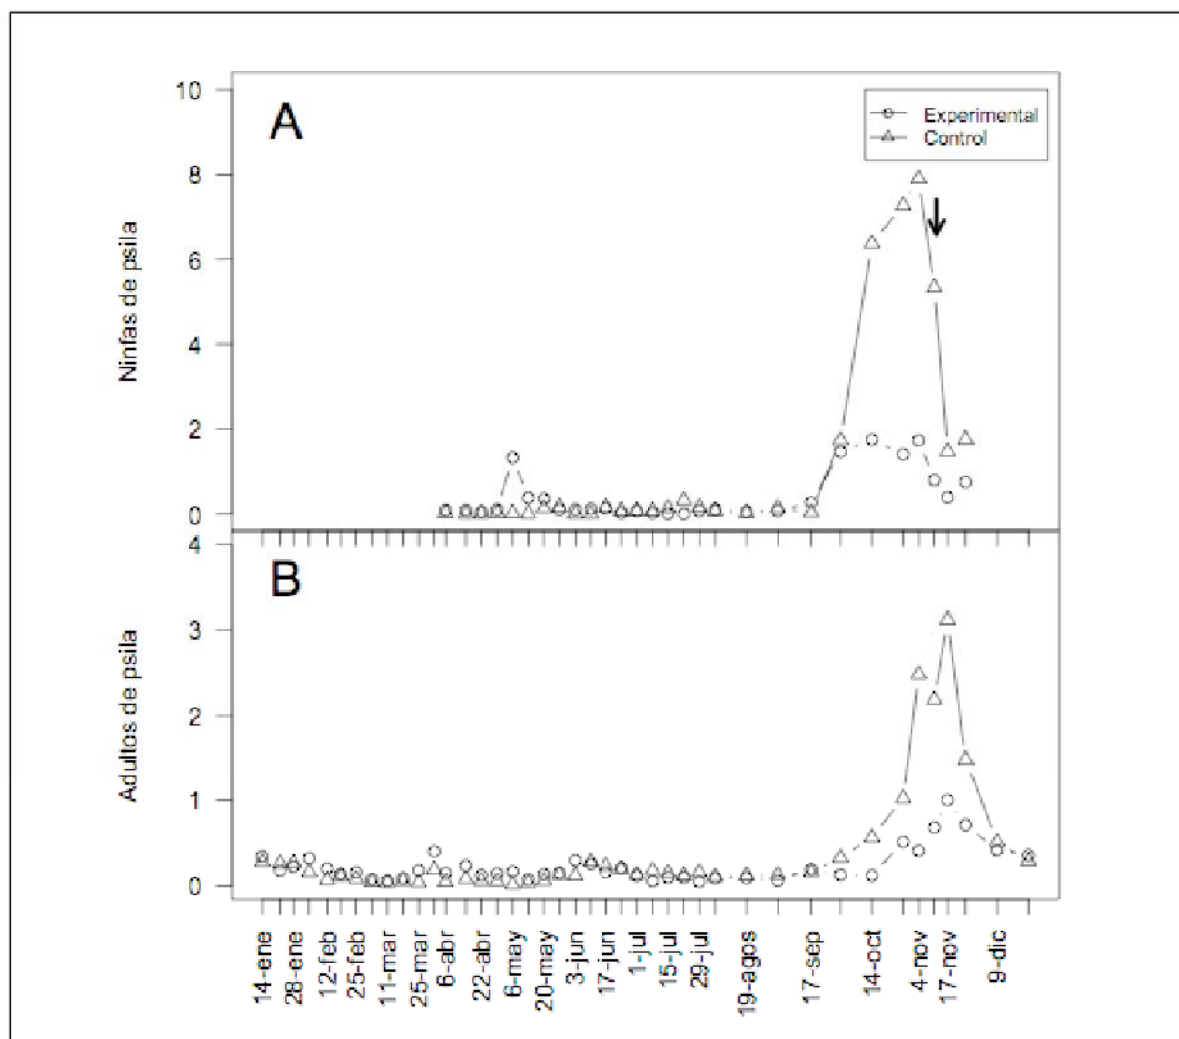 A
Experimental
Control
Ninfas de psila
10
8
6
4
2
0
B
Adultos de psila
4
3
2
1
0
14-ene
28-ene
12-feb
25-feb
11-mar
25-mar
6-abr
22-abr
6-may
20-may
3-jun
17-jun
1-jul
15-jul
29-jul
19-agos
17-sep
14-oct
4-nov
17-nov
9-dic